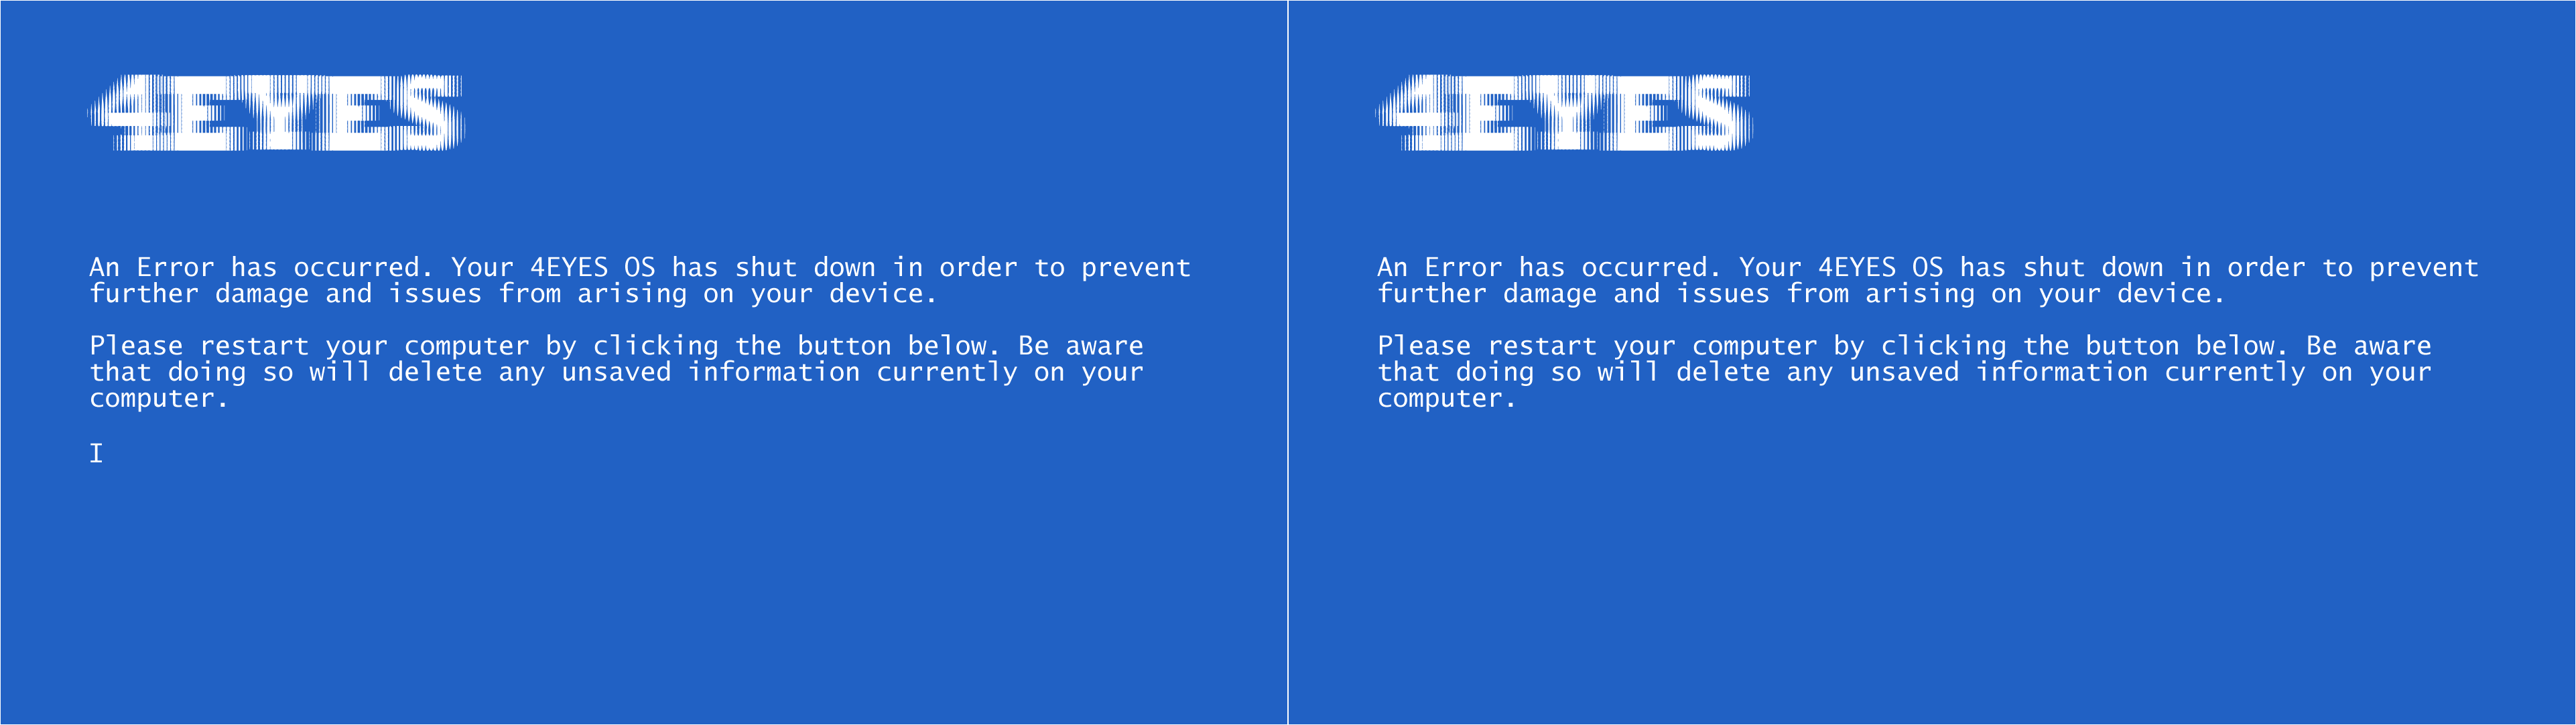 4EYES
An Error has occurred. Your 4EYES OS has shut down in order to prevent
further damage and issues from arising on your device.
Please restart your computer by clicking the button below. Be aware
that doing so will delete any unsaved information currently on your
computer.
I
4EYES
An Error has occurred. Your 4EYES OS has shut down in order to prevent
further damage and issues from arising on your device.
Please restart your computer by clicking the button below. Be aware
that doing so will delete any unsaved information currently on your
computer.